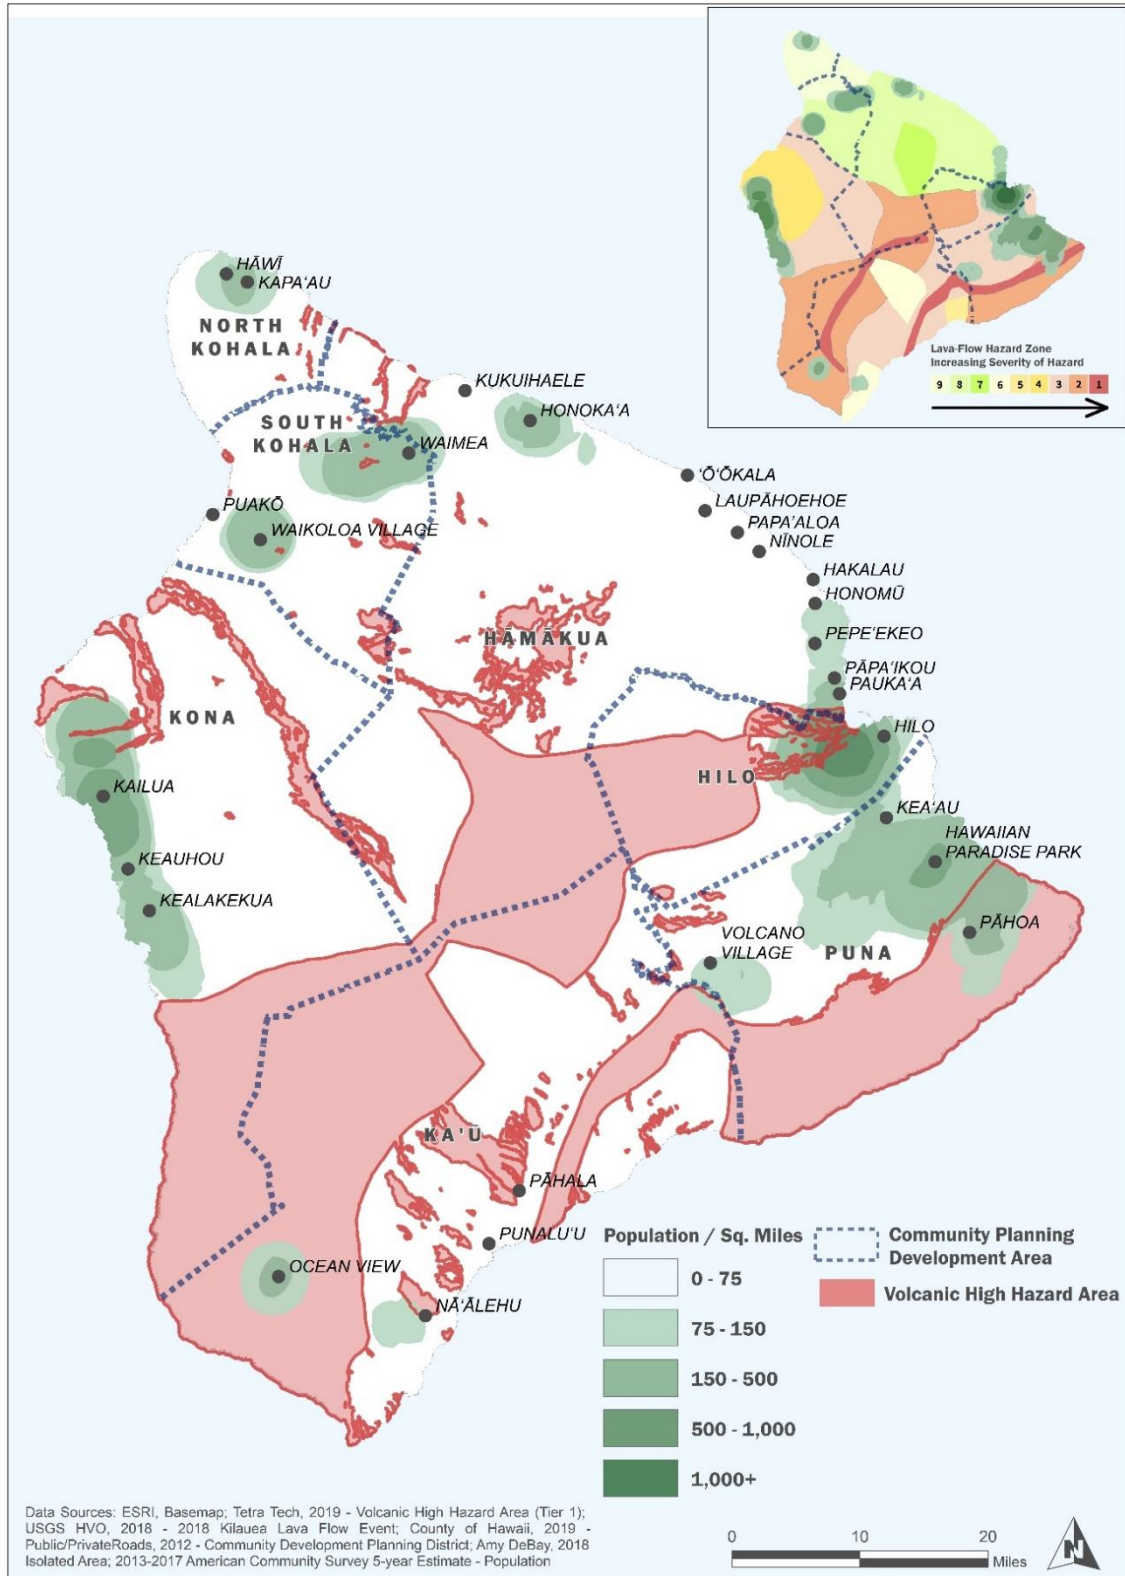 Lava-Flow Hazard Zone
Increasing Severity of Hazard
9 8 7 6 5 4 3 2 1
HĀWĪ
KAPA‘AU
NORTH
KOHALA
KUKUIHAELE
HONOKA‘A
SOUTH
KOHALA
WAIMEA
‘Ō‘ŌKALA
LAUPĀHOEHOE
PUAKŌ
PAPA‘ALOA
WAIKOLOA VILLAGE
NĪNOLE
HAKALAU
HONOMŪ
HĀMĀKUA
PEPE‘EKEO
PĀPA‘IKOU
PAUKA‘A
KONA
HILO
HILO
KAILUA
KEA‘AU
HAWAIIAN
PARADISE PARK
KEAUHOU
KEALAKEKUA
PĀHOA
VOLCANO
VILLAGE
PUNA
KA‘Ū
PĀHALA
PUNALU‘U
OCEAN VIEW
NĀ‘ĀLEHU
Population / Sq. Miles
0 - 75
75 - 150
150 - 500
500 - 1,000
1,000+
Community Planning
Development Area
Volcanic High Hazard Area
Data Sources: ESRI, Basemap; Tetra Tech, 2019 - Volcanic High Hazard Area (Tier 1);
USGS HVO, 2018 - 2018 Kilauea Lava Flow Event; County of Hawaii, 2019 -
Public/PrivateRoads, 2012 - Community Development Planning District; Amy DeBay, 2018
Isolated Area; 2013-2017 American Community Survey 5-year Estimate - Population
0 10 20
Miles
N